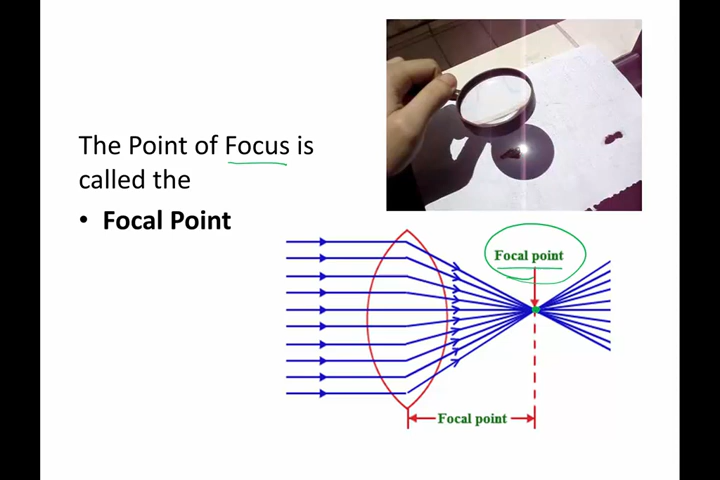 The Point of Focus is
called the
• Focal Point
Focal point
Focal point